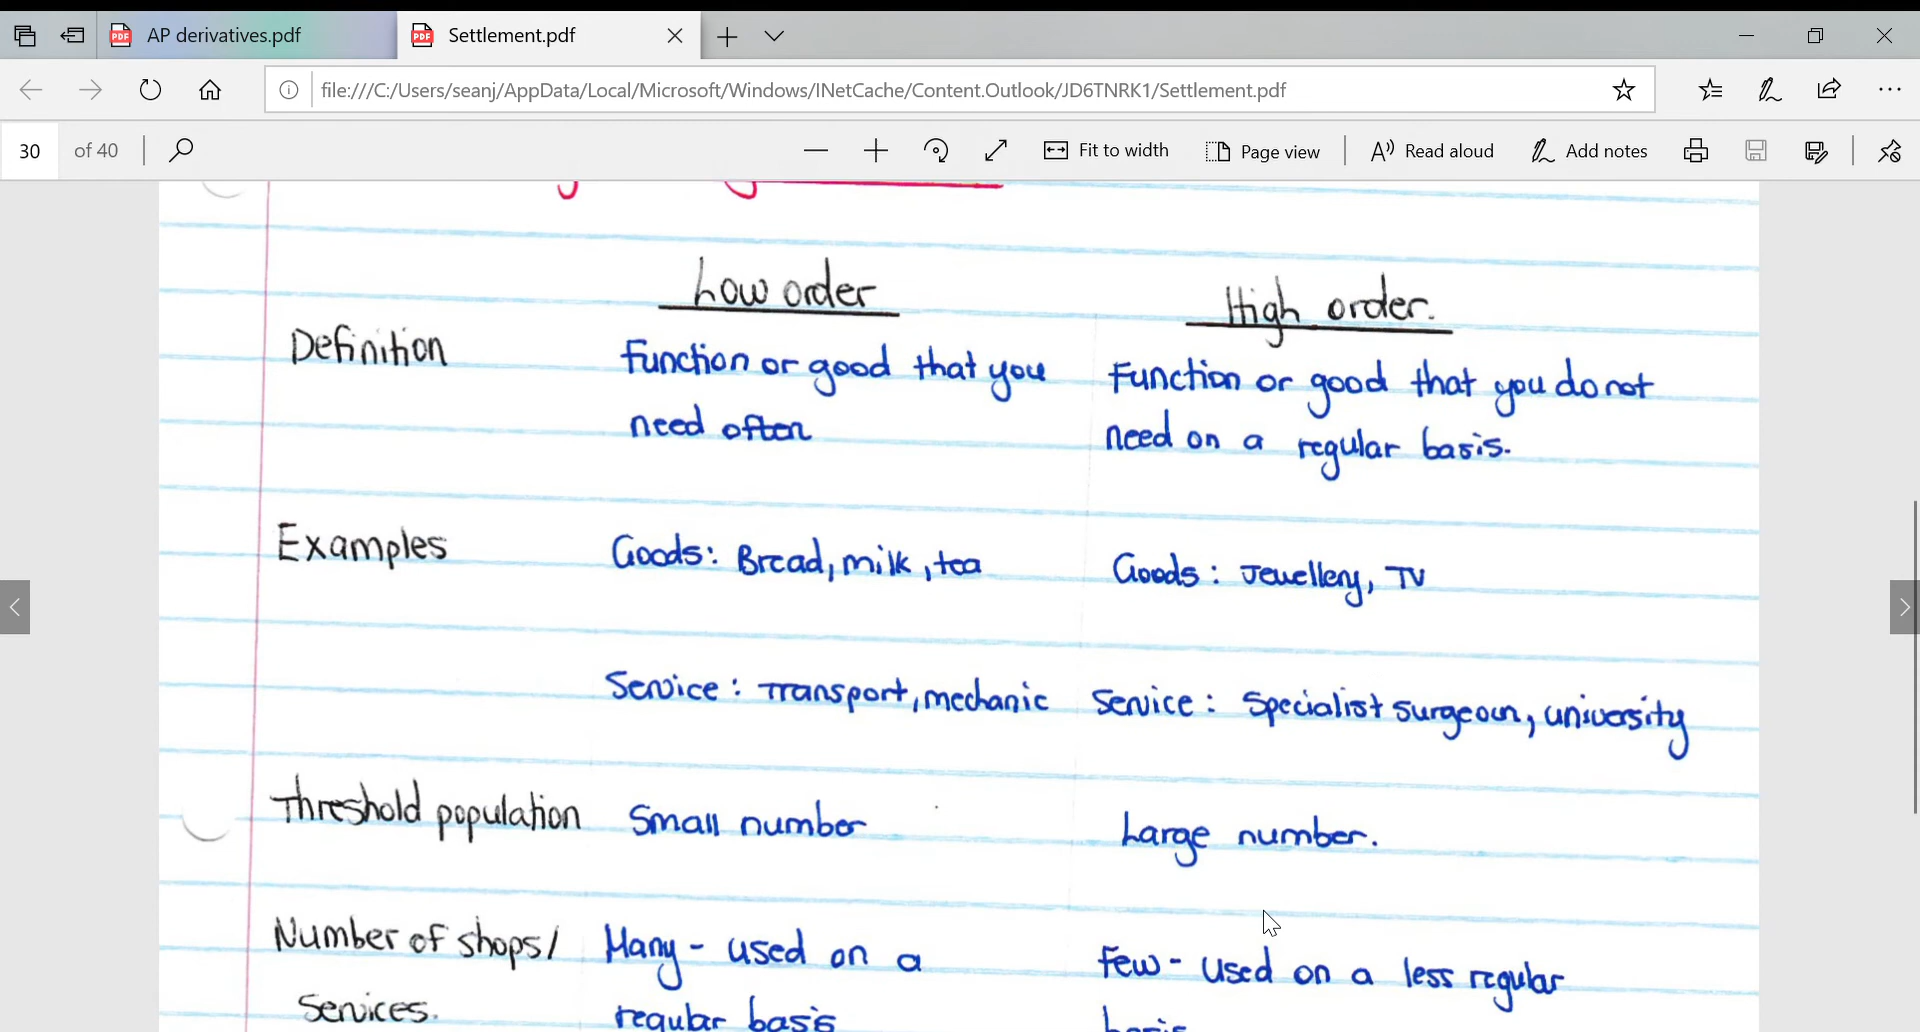 AP derivatives.pdf
Settlement.pdf
file:///C:/Users/seanj/AppData/Local/Microsoft/Windows/INetCache/Content.Outlook/JD6TNRK1/Settlement.pdf
30 of 40
Fit to width
Page view
Read aloud
Add notes
Low order
High order.
Definition
Function or good that you
need often
Function or good that you do not
need on a regular basis.
Examples
Goods: Bread, milk, tea
Goods: Jewellery, TV
Service: Transport, mechanic
Service: Specialist surgeoun, university
Threshold population
Small number
Large number.
Number of shops/
Services.
Many - used on a
regular basis
Few - used on a less regular
basis